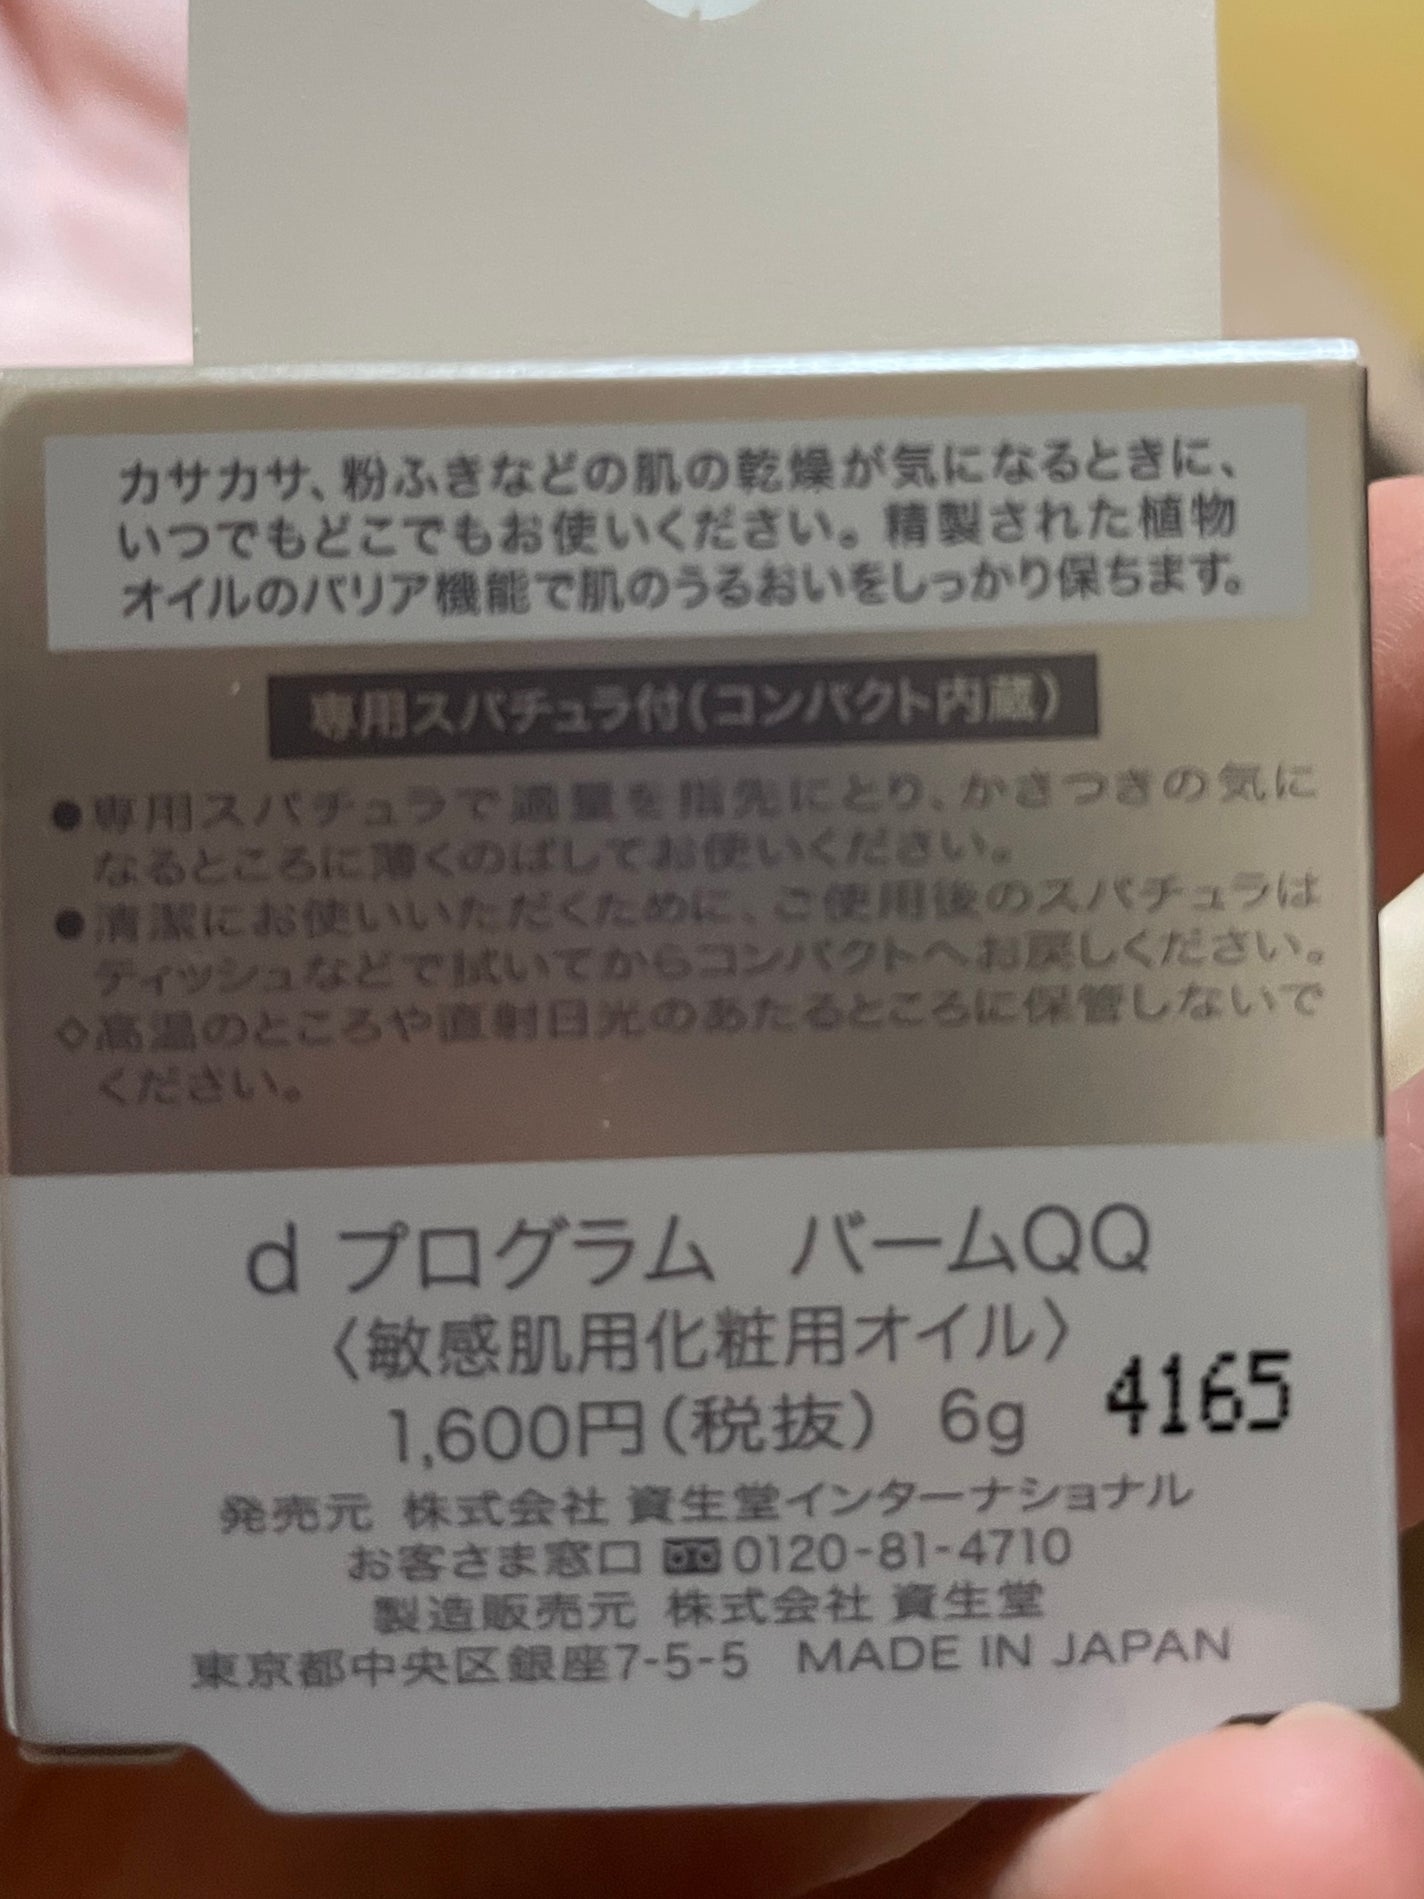 カサカサ、粉ふきなどの肌の乾燥が気になるときに、
いつでもどこでもお使いください。精製された植物
オイルのバリア機能で肌のうるおいをしっかり保ちます。
専用スパチュラ付(コンパクト内蔵)
●専用スパチュラで適量を指先にとり、かさつきの気に
なるところに薄くのばしてお使いください。
●清潔にお使いいただくために、ご使用後のスパチュラは
ティッシュなどで拭いてからコンパクトへお戻しください。
◇高温のところや直射日光のあたるところに保管しないで
ください。
d プログラム バームQQ
〈敏感肌用化粧用オイル〉
1,600円(税抜) 6g 4165
発売元 株式会社 資生堂インターナショナル
お客さま窓口 0120-81-4710
製造販売元 株式会社 資生堂
東京都中央区銀座7-5-5 MADE IN JAPAN